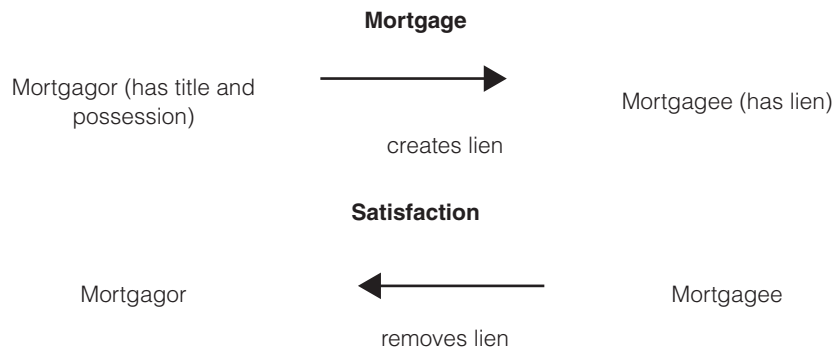 Mortgage
Mortgagor (has title and
possession)
Mortgagee (has lien)
creates lien
Satisfaction
Mortgagor
Mortgagee
removes lien